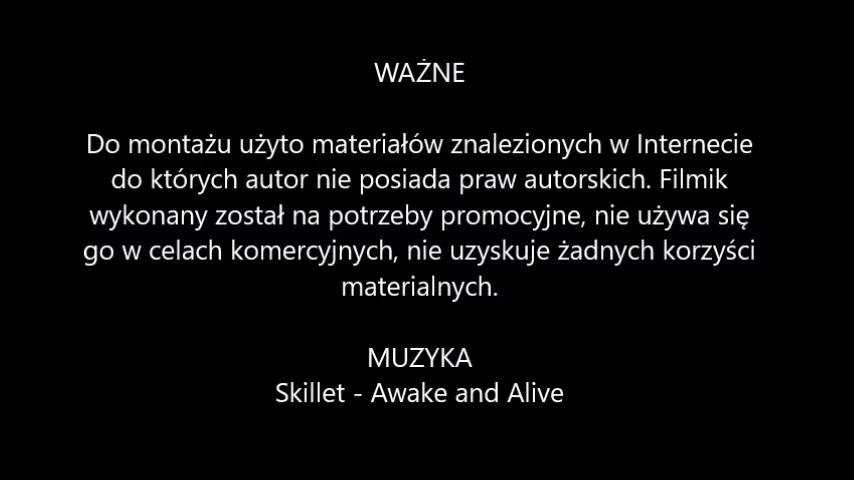 WAŻNE
Do montażu użyto materiałów znalezionych w Internecie
do których autor nie posiada praw autorskich. Filmik
wykonany został na potrzeby promocyjne, nie używa się
go w celach komercyjnych, nie uzyskuje żadnych korzyści
materialnych.
MUZYKA
Skillet - Awake and Alive